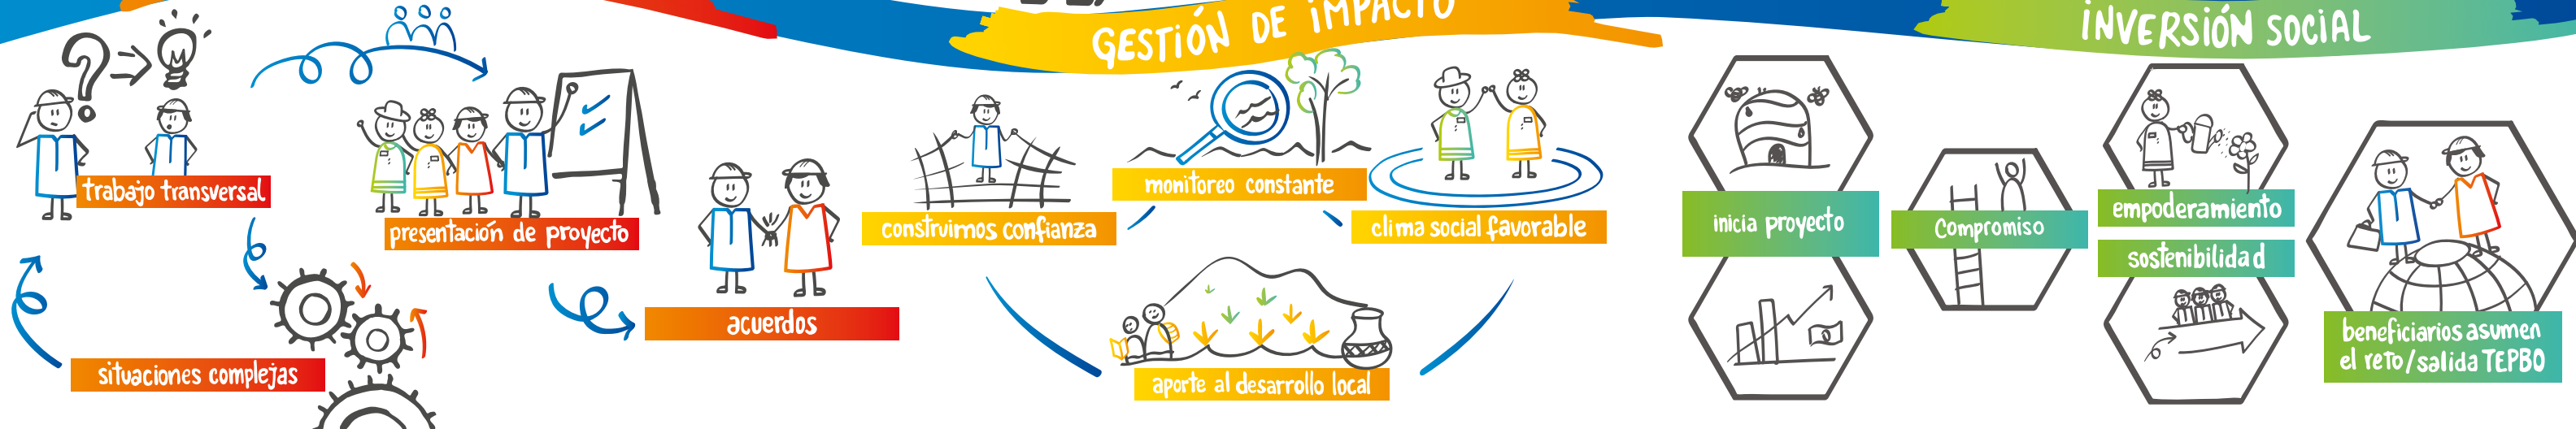 trabajo transversal
presentación de proyecto
situaciones complejas
acuerdos
GESTIÓN DE IMPACTO
construimos confianza
monitoreo constante
clima social favorable
aporte al desarrollo local
INVERSIÓN SOCIAL
inicia proyecto
Compromiso
empoderamiento
sostenibilidad
beneficiarios asumen
el reto/salida TEPBO